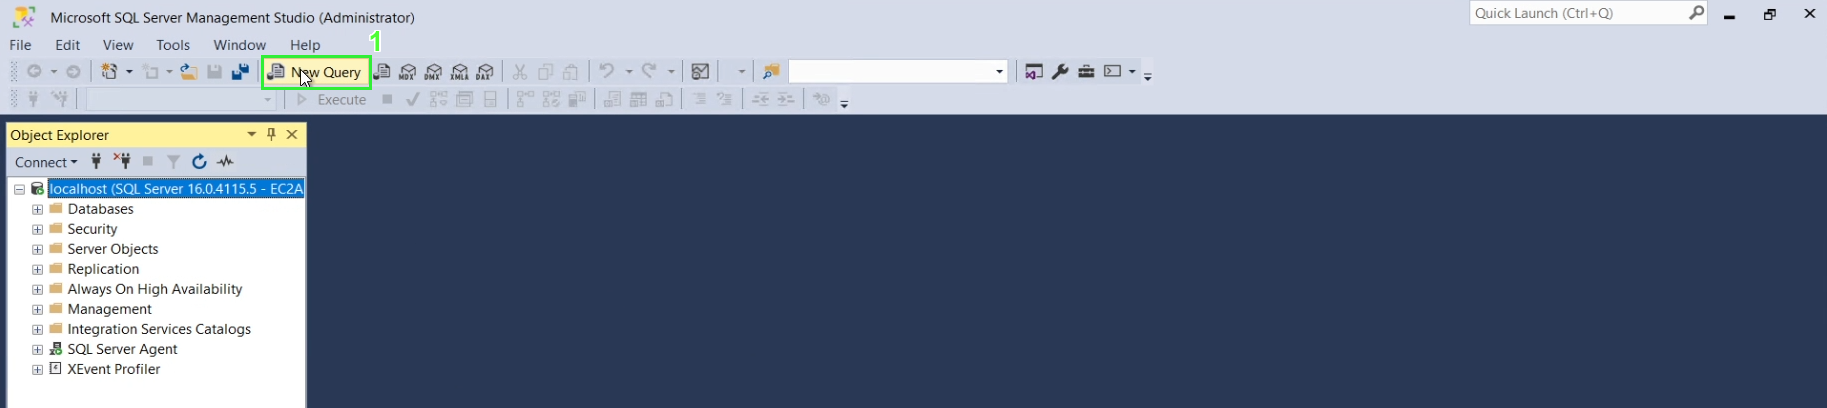 Microsoft SQL Server Management Studio (Administrator)
Quick Launch (Ctrl+Q)
File Edit View Tools Window Help
1
New Query MDX DMX XMLA DAX
Execute
Object Explorer
Connect
localhost (SQL Server 16.0.4115.5 - EC2A
Databases
Security
Server Objects
Replication
Always On High Availability
Management
Integration Services Catalogs
SQL Server Agent
XEvent Profiler